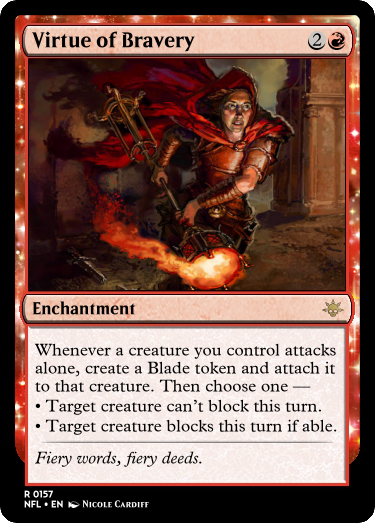 Virtue of Bravery 2
Enchantment
Whenever a creature you control attacks
alone, create a Blade token and attach it
to that creature. Then choose one —
• Target creature can't block this turn.
• Target creature blocks this turn if able.
Fiery words, fiery deeds.
R 0157
NFL • EN Nicole Cardiff